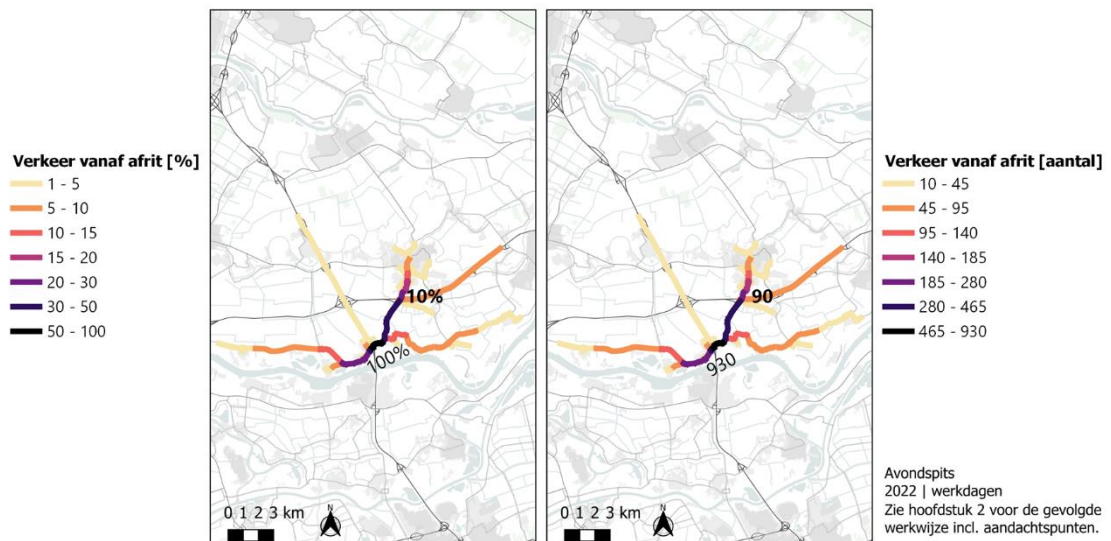 Verkeer vanaf afrit [%]
1 - 5
5 - 10
10 - 15
15 - 20
20 - 30
30 - 50
50 - 100
10%
100%
0 1 2 3 km
N
90
930
0 1 2 3 km
N
Verkeer vanaf afrit [aantal]
10 - 45
45 - 95
95 - 140
140 - 185
185 - 280
280 - 465
465 - 930
Avondspits
2022 | werkdagen
Zie hoofdstuk 2 voor de gevolgde
werkwijze incl. aandachtspunten.